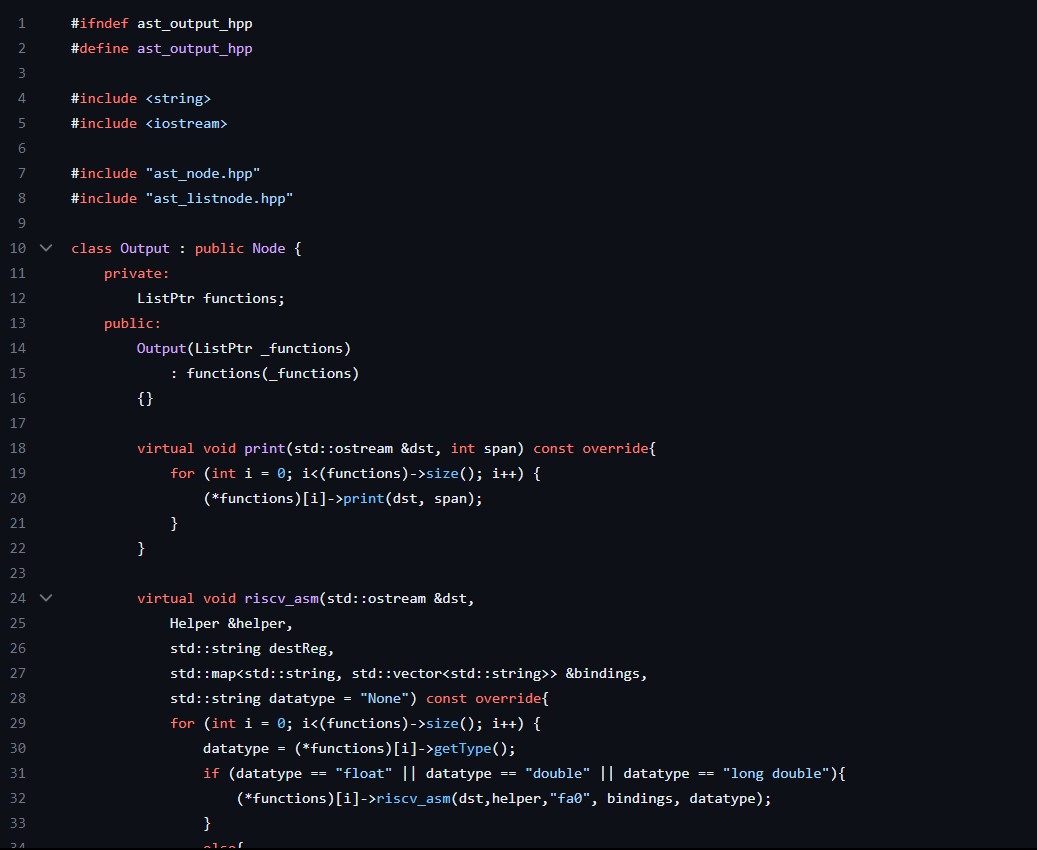 1 #ifndef ast_output_hpp
2 #define ast_output_hpp
3
4 #include <string>
5 #include <iostream>
6
7 #include "ast_node.hpp"
8 #include "ast_listnode.hpp"
9
10 class Output : public Node {
11     private:
12         ListPtr functions;
13     public:
14         Output(ListPtr _functions)
15             : functions(_functions)
16         {}
17
18         virtual void print(std::ostream &dst, int span) const override{
19             for (int i = 0; i<(functions)->size(); i++) {
20                 (*functions)[i]->print(dst, span);
21             }
22         }
23
24         virtual void riscv_asm(std::ostream &dst,
25             Helper &helper,
26             std::string destReg,
27             std::map<std::string, std::vector<std::string>> &bindings,
28             std::string datatype = "None") const override{
29             for (int i = 0; i<(functions)->size(); i++) {
30                 datatype = (*functions)[i]->getType();
31                 if (datatype == "float" || datatype == "double" || datatype == "long double"){
32                     (*functions)[i]->riscv_asm(dst,helper,"fa0", bindings, datatype);
33                 }
34                 else{